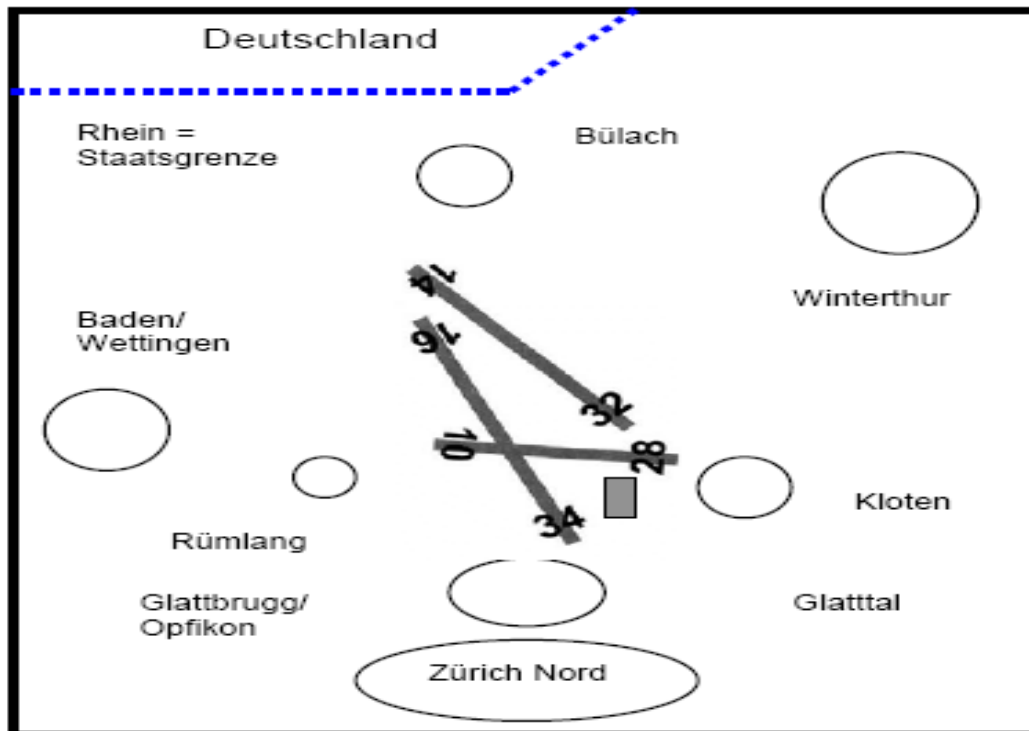 Deutschland
Rhein =
Staatsgrenze
Bülach
14
Winterthur
Baden/
Wettingen
16
32
10
28
Kloten
34
Rümlang
Glattbrugg/
Opfikon
Glatttal
Zürich Nord